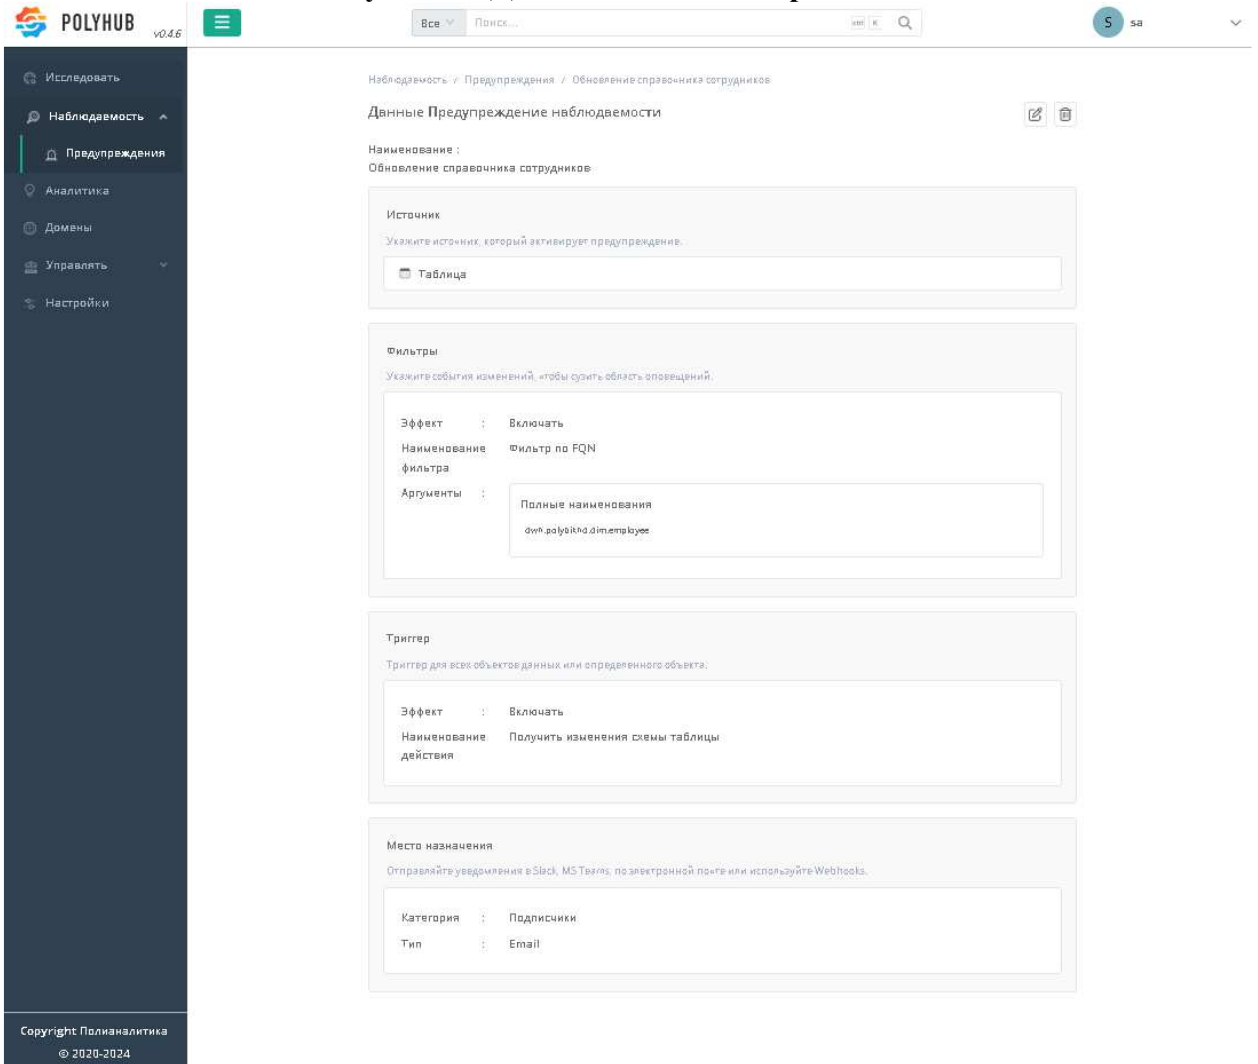 POLYHUB v0.4.6
Все Поиск... ctrl K
S sa
Исследовать
Наблюдаемость
Предупреждения
Аналитика
Домены
Управлять
Настройки
Наблюдаемость / Предупреждения / Обновление справочника сотрудников
Данные Предупреждение наблюдаемости
Наименование :
Обновление справочника сотрудников
Источник
Укажите источник, который активирует предупреждение.
Таблица
Фильтры
Укажите события изменений, чтобы сузить область оповещений.
Эффект : Включать
Наименование Фильтр по FQN
фильтра
Аргументы :
Полные наименования
Триггер
Триггер для всех объектов данных или определенного объекта.
Эффект : Включать
Наименование Получить изменения схемы таблицы
действия
Место назначения
Отправляйте уведомления в Slack, MS Teams, по электронной почте или используйте Webhooks.
Категория : Подписчики
Тип : Email
Copyright Полианалитика
© 2020-2024